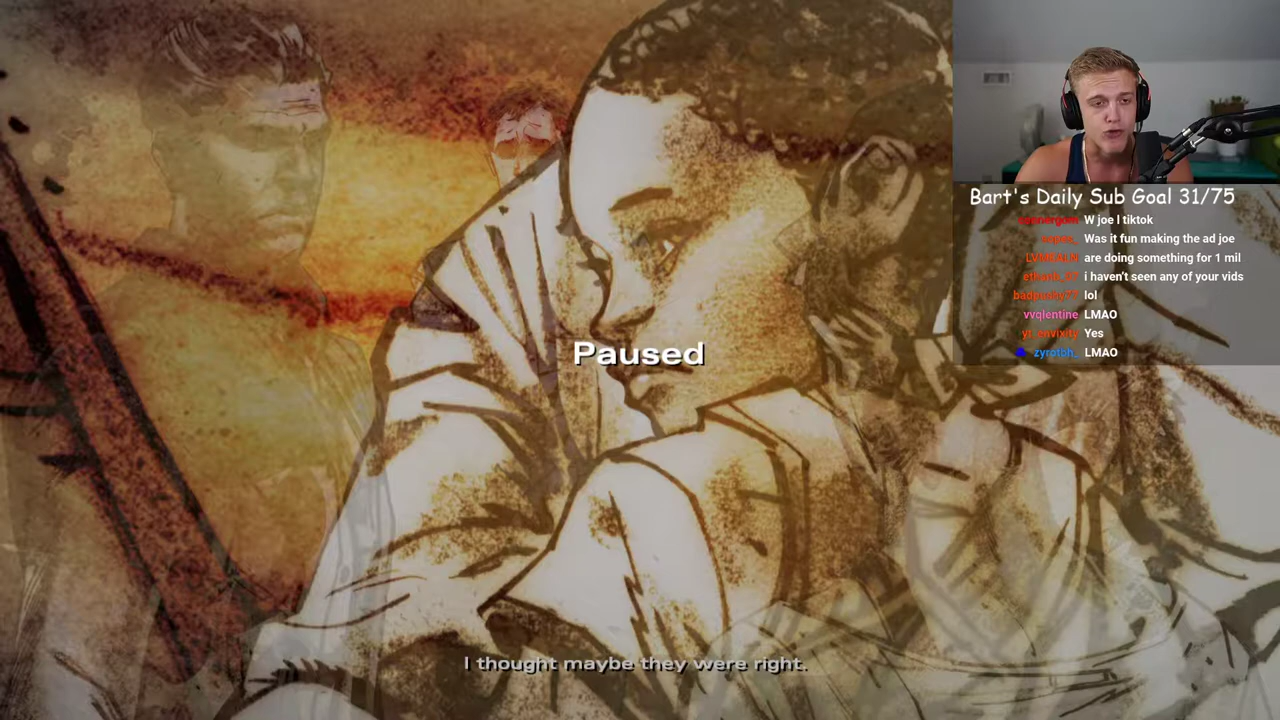 Bart's Daily Sub Goal 31/75
W joe l tiktok
Was it fun making the ad joe
are doing something for 1 mil
i haven't seen any of your vids
lol
vvqlentine LMAO
Yes
zyrotbh_ LMAO
Paused
I thought maybe they were right.